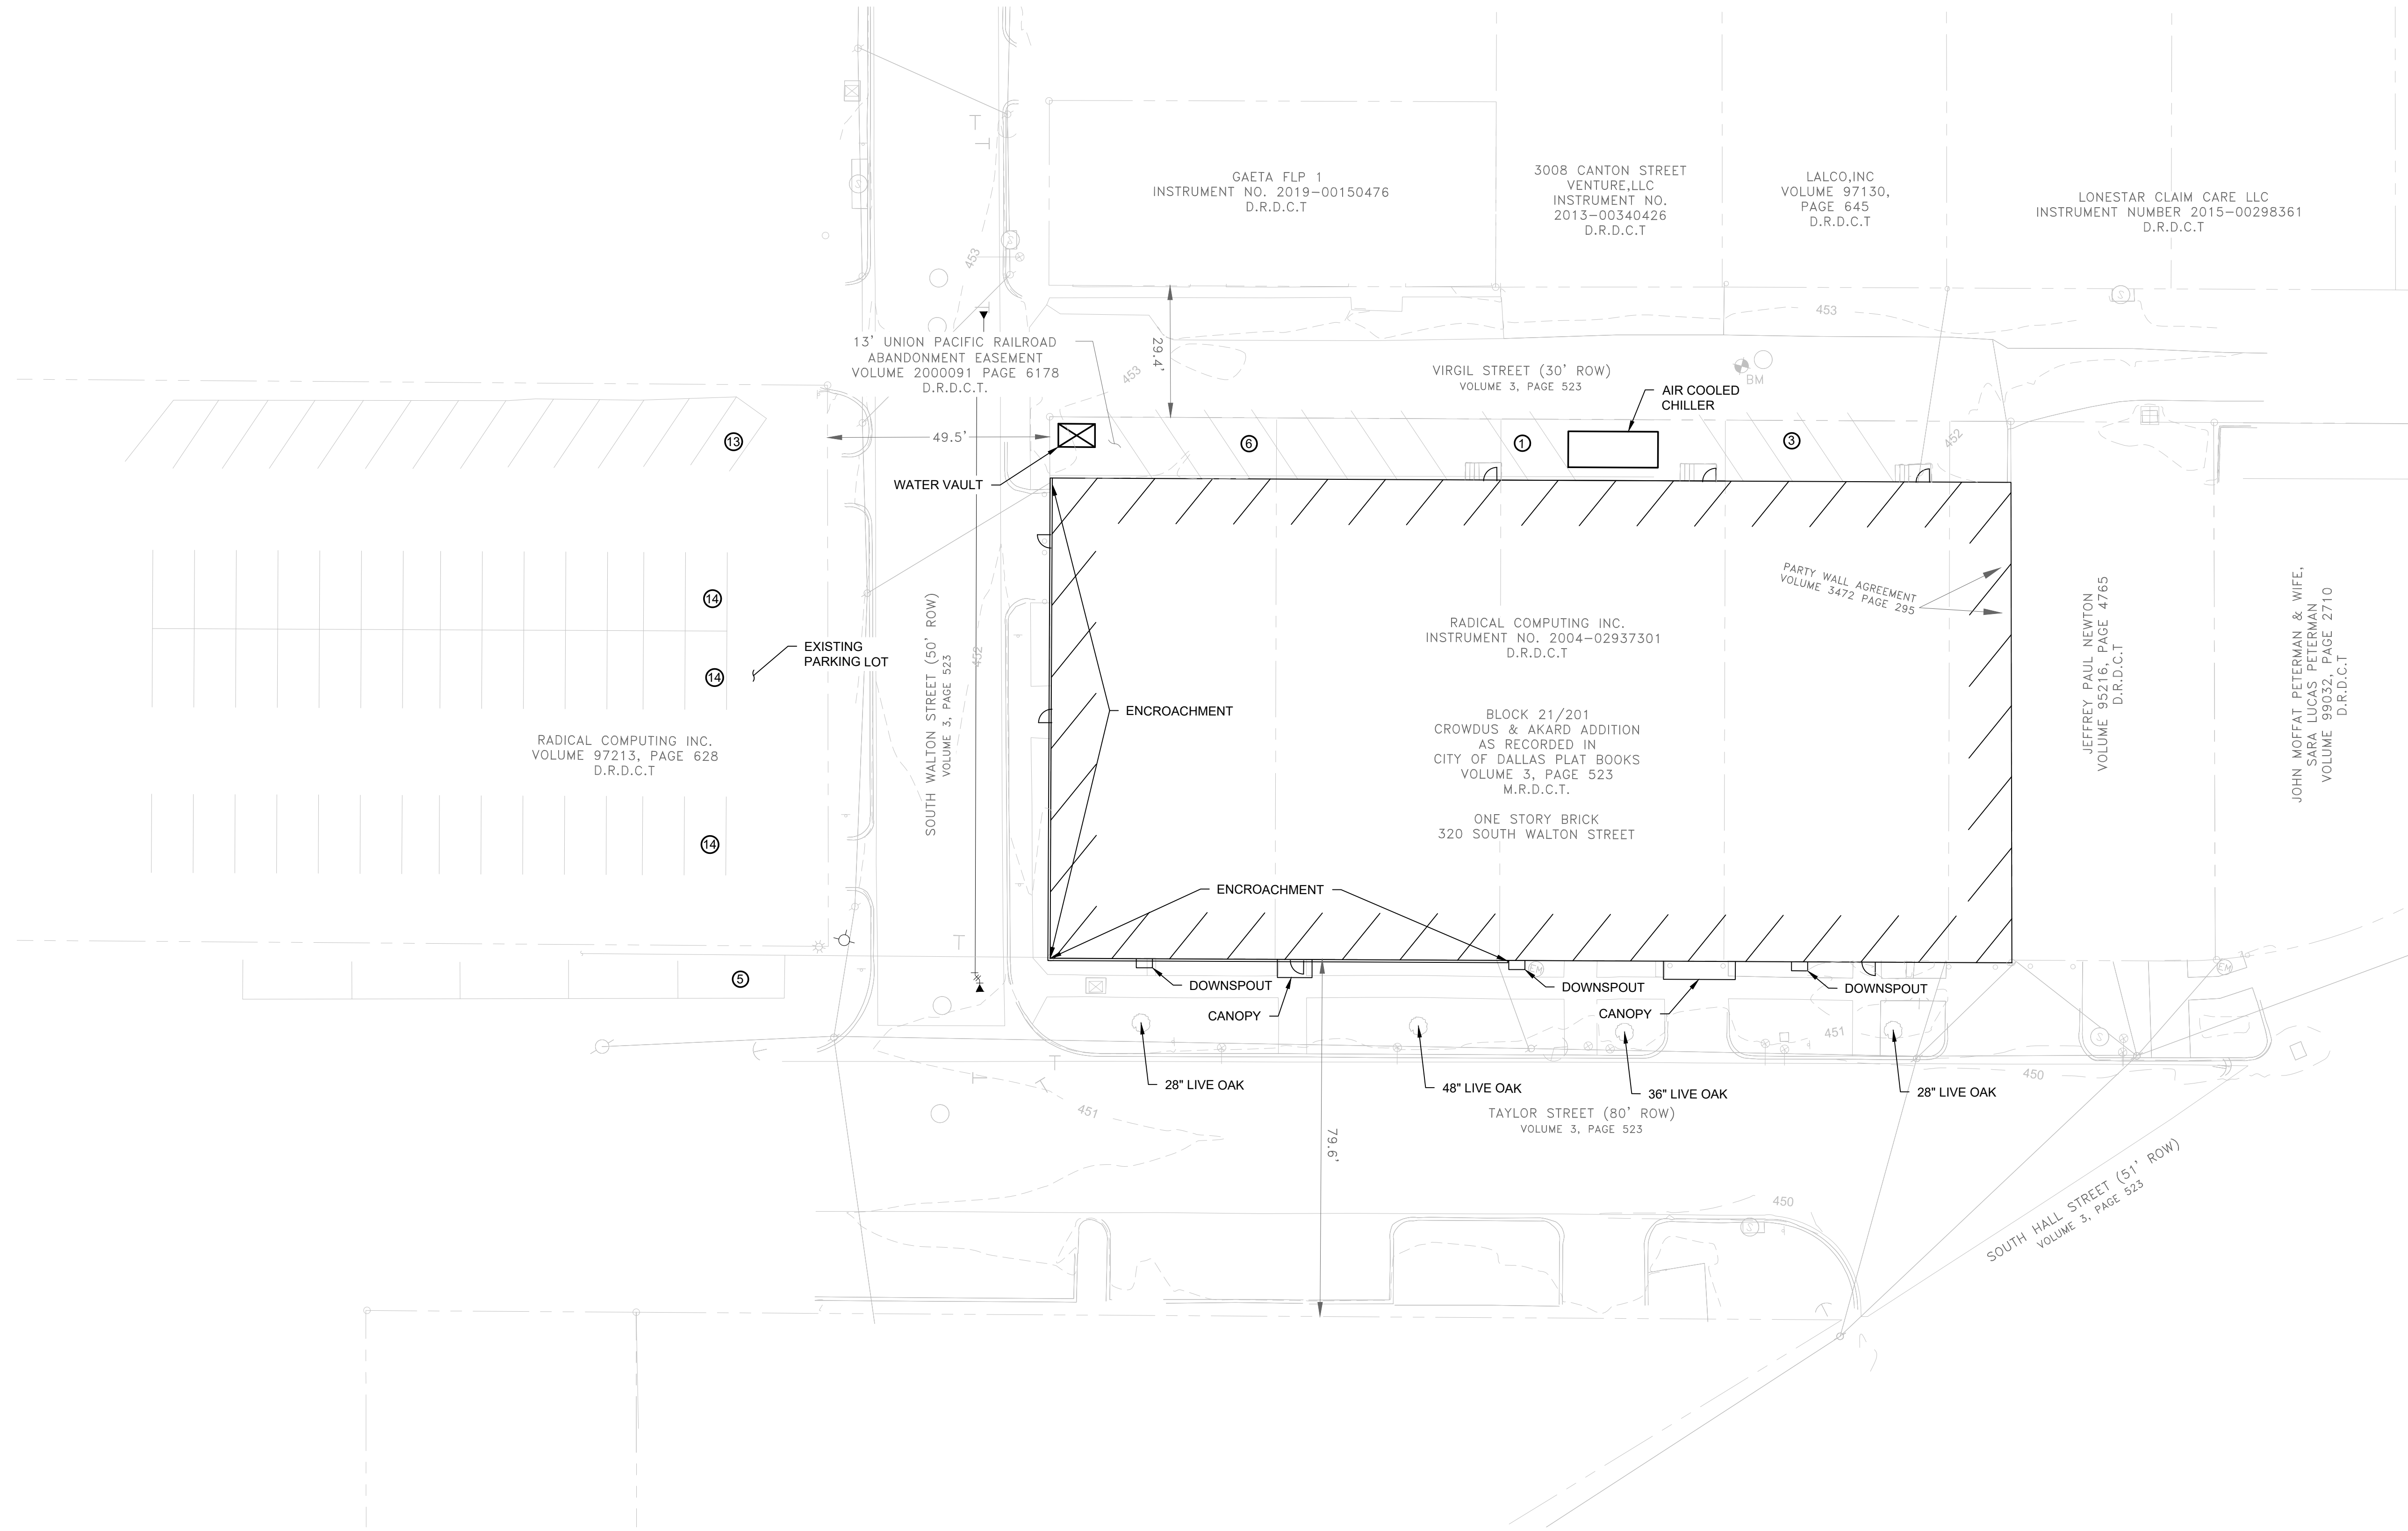 GAETA FLP 1
INSTRUMENT NO. 2019-00150476
D.R.D.C.T
3008 CANTON STREET
VENTURE,LLC
INSTRUMENT NO.
2013-00340426
D.R.D.C.T
LALCO,INC
VOLUME 97130,
PAGE 645
D.R.D.C.T
LONESTAR CLAIM CARE LLC
INSTRUMENT NUMBER 2015-00298361
D.R.D.C.T
S
S
S
453
453
13' UNION PACIFIC RAILROAD
ABANDONMENT EASEMENT
VOLUME 2000091 PAGE 6178
D.R.D.C.T.
453
29.4'
VIRGIL STREET (30' ROW)
VOLUME 3, PAGE 523
BM
AIR COOLED
CHILLER
13
49.5'
6
1
3
452
WATER VAULT
PARTY WALL AGREEMENT
VOLUME 3472 PAGE 295
14
14
EXISTING
PARKING LOT
SOUTH WALTON STREET (50' ROW)
VOLUME 3, PAGE 523
452
RADICAL COMPUTING INC.
INSTRUMENT NO. 2004-02937301
D.R.D.C.T
JEFFREY PAUL NEWTON
VOLUME 95216, PAGE 4765
D.R.D.C.T
JOHN MOFFAT PETERMAN & WIFE,
SARA LUCAS PETERMAN
VOLUME 99032, PAGE 2710
D.R.D.C.T
ENCROACHMENT
RADICAL COMPUTING INC.
VOLUME 97213, PAGE 628
D.R.D.C.T
BLOCK 21/201
CROWDUS & AKARD ADDITION
AS RECORDED IN
CITY OF DALLAS PLAT BOOKS
VOLUME 3, PAGE 523
M.R.D.C.T.
ONE STORY BRICK
320 SOUTH WALTON STREET
14
ENCROACHMENT
5
EM
EM
DOWNSPOUT
DOWNSPOUT
DOWNSPOUT
CANOPY
CANOPY
451
S
450
28" LIVE OAK
48" LIVE OAK
36" LIVE OAK
28" LIVE OAK
451
TAYLOR STREET (80' ROW)
VOLUME 3, PAGE 523
79.6'
450
S
SOUTH HALL STREET (51' ROW)
VOLUME 3, PAGE 523